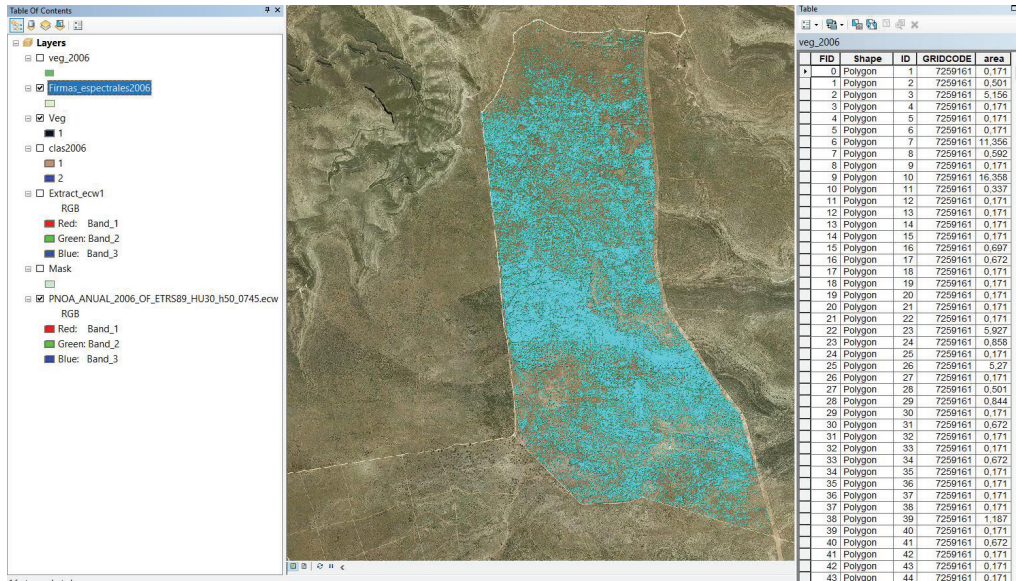 Table Of Contents
Layers
veg_2006
Firmas_espectrales2006
Veg
1
clas2006
1
2
Extract_ecw1
RGB
Red: Band_1
Green: Band_2
Blue: Band_3
Mask
PNOA_ANUAL_2006_OF_ETRS89_HU30_h50_0745.ecw
RGB
Red: Band_1
Green: Band_2
Blue: Band_3
Table
veg_2006
FID Shape ID GRIDCODE area
0 Polygon 1 7259161 0,171
1 Polygon 2 7259161 0,501
2 Polygon 3 7259161 5,156
3 Polygon 4 7259161 0,171
4 Polygon 5 7259161 0,171
5 Polygon 6 7259161 0,171
6 Polygon 7 7259161 11,356
7 Polygon 8 7259161 0,592
8 Polygon 9 7259161 0,171
9 Polygon 10 7259161 16,358
10 Polygon 11 7259161 0,337
11 Polygon 12 7259161 0,171
12 Polygon 13 7259161 0,171
13 Polygon 14 7259161 0,171
14 Polygon 15 7259161 0,171
15 Polygon 16 7259161 0,697
16 Polygon 17 7259161 0,672
17 Polygon 18 7259161 0,171
18 Polygon 19 7259161 0,171
19 Polygon 20 7259161 0,171
20 Polygon 21 7259161 0,171
21 Polygon 22 7259161 0,171
22 Polygon 23 7259161 5,927
23 Polygon 24 7259161 0,858
24 Polygon 25 7259161 0,171
25 Polygon 26 7259161 5,27
26 Polygon 27 7259161 0,171
27 Polygon 28 7259161 0,501
28 Polygon 29 7259161 0,844
29 Polygon 30 7259161 0,171
30 Polygon 31 7259161 0,672
31 Polygon 32 7259161 0,171
32 Polygon 33 7259161 0,171
33 Polygon 34 7259161 0,672
34 Polygon 35 7259161 0,171
35 Polygon 36 7259161 0,171
36 Polygon 37 7259161 0,171
37 Polygon 38 7259161 0,171
38 Polygon 39 7259161 1,187
39 Polygon 40 7259161 0,171
40 Polygon 41 7259161 0,672
41 Polygon 42 7259161 0,171
42 Polygon 43 7259161 0,171
43 Polygon 44 7259161 0,171